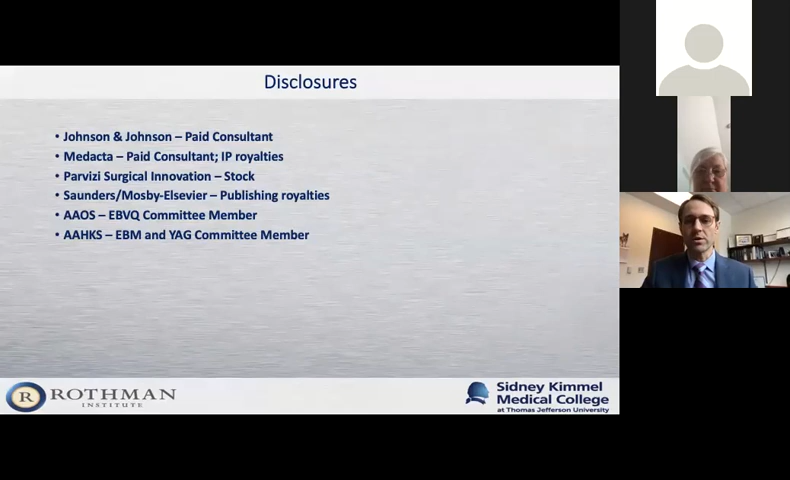 Disclosures
• Johnson & Johnson – Paid Consultant
• Medacta – Paid Consultant; IP royalties
• Parvizi Surgical Innovation – Stock
• Saunders/Mosby-Elsevier – Publishing royalties
• AAOS – EBVQ Committee Member
• AAHKS – EBM and YAG Committee Member
R ROTHMAN
INSTITUTE
Sidney Kimmel
Medical College
at Thomas Jefferson University